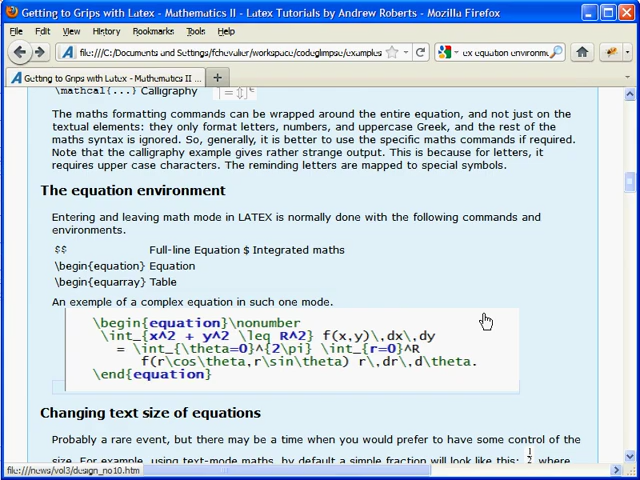 Getting to Grips with Latex - Mathematics II - Latex Tutorials by Andrew Roberts - Mozilla Firefox
File Edit View History Bookmarks Tools Help
file:///C:/Documents and Settings/fchevalier/workspace/codeglimpse/examples
ex equation environm
Getting to Grips with Latex - Mathematics II ...
\mathcal{...} Calligraphy
The maths formatting commands can be wrapped around the entire equation, and not just on the
textual elements: they only format letters, numbers, and uppercase Greek, and the rest of the
maths syntax is ignored. So, generally, it is better to use the specific maths commands if required.
Note that the calligraphy example gives rather strange output. This is because for letters, it
requires upper case characters. The reminding letters are mapped to special symbols.
The equation environment
Entering and leaving math mode in LATEX is normally done with the following commands and
environments.
$$ Full-line Equation $ Integrated maths
\begin{equation} Equation
\begin{equarray} Table
An exemple of a complex equation in such one mode.
\begin{equation}\nonumber
\int_{x^2 + y^2 \leq R^2} f(x,y)\,dx\,dy
= \int_{\theta=0}^{2\pi} \int_{r=0}^R
f(r\cos\theta,r\sin\theta) r\,dr\,d\theta.
\end{equation}
Changing text size of equations
Probably a rare event, but there may be a time when you would prefer to have some control of the
size. For example, using text-mode maths, by default a simple fraction will look like this: 1/2 where
file:///news/vol3/design_no10.htm